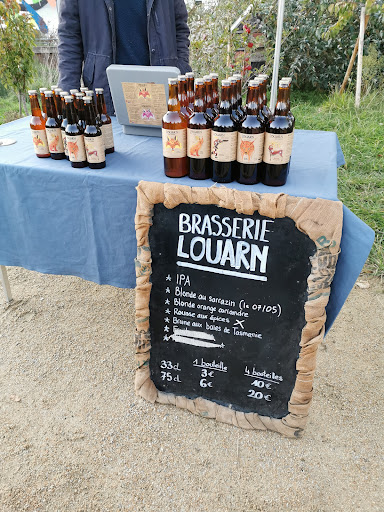 BRASSERIE
LOUARN
* IPA
* Blonde au sarrazin (le 07/05)
* Blonde orange coriandre
* Rousse aux épices X
* Brune aux baies de Tasmanie
*
1 bouteille 4 bouteilles
33cl 3€ 10€
75cl 6€ 20€